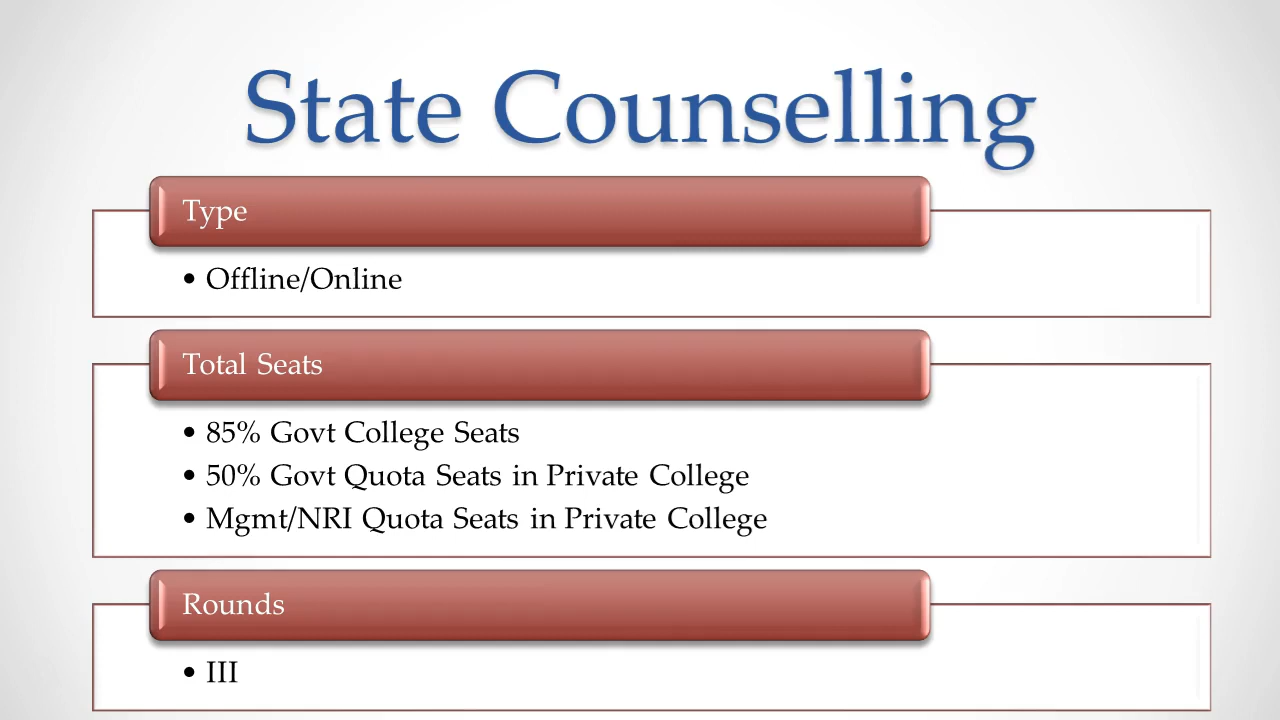 State Counselling
Type
• Offline/Online
Total Seats
• 85% Govt College Seats
• 50% Govt Quota Seats in Private College
• Mgmt/NRI Quota Seats in Private College
Rounds
• III